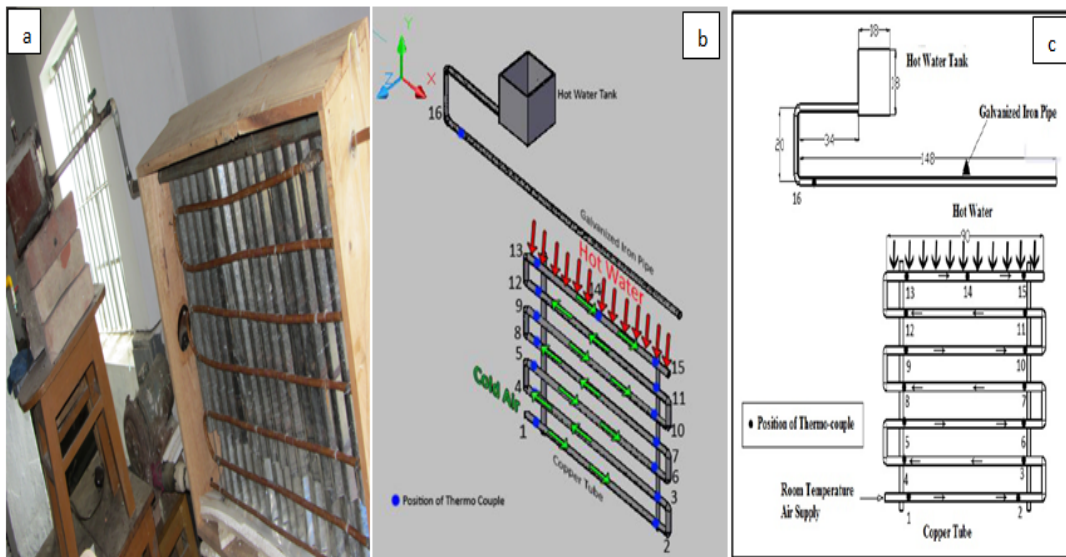 a
b
Y
Z
X
Hot Water Tank
16
Galvanized Iron Pipe
Hot Water
13
14
12
9
8
5
4
Cold Air
1
15
11
10
7
6
3
2
Copper Tube
Position of Thermo Couple
c
18
Hot Water Tank
18
Galvanized Iron Pipe
20
34
148
16
Hot Water
90
13
14
15
12
11
9
10
8
7
Position of Thermo-couple
5
6
4
3
Room Temperature
Air Supply
1
2
Copper Tube